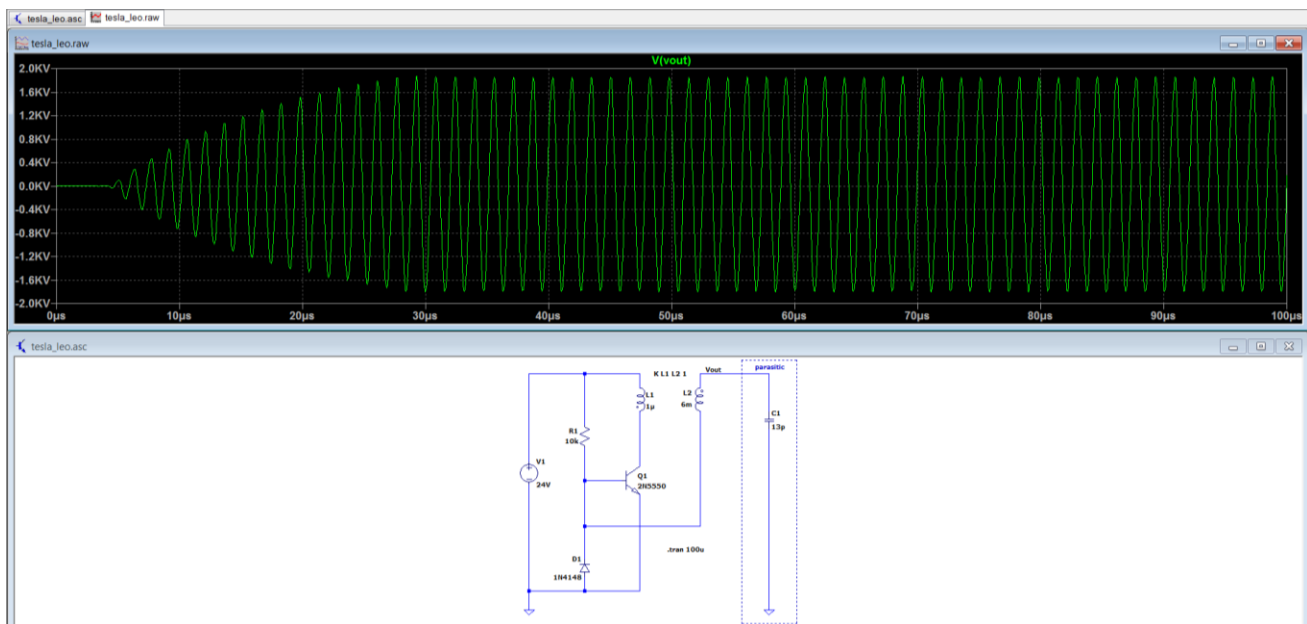 tesla_leo.asc tesla_leo.raw
tesla_leo.raw
V(vout)
2.0KV
1.6KV
1.2KV
0.8KV
0.4KV
0.0KV
-0.4KV
-0.8KV
-1.2KV
-1.6KV
-2.0KV
0µs 10µs 20µs 30µs 40µs 50µs 60µs 70µs 80µs 90µs 100µs
tesla_leo.asc
K L1 L2 1 Vout parasitic
L1
1µ
L2
6m
C1
13p
R1
10k
V1
24V
Q1
2N5550
.tran 100u
D1
1N4148